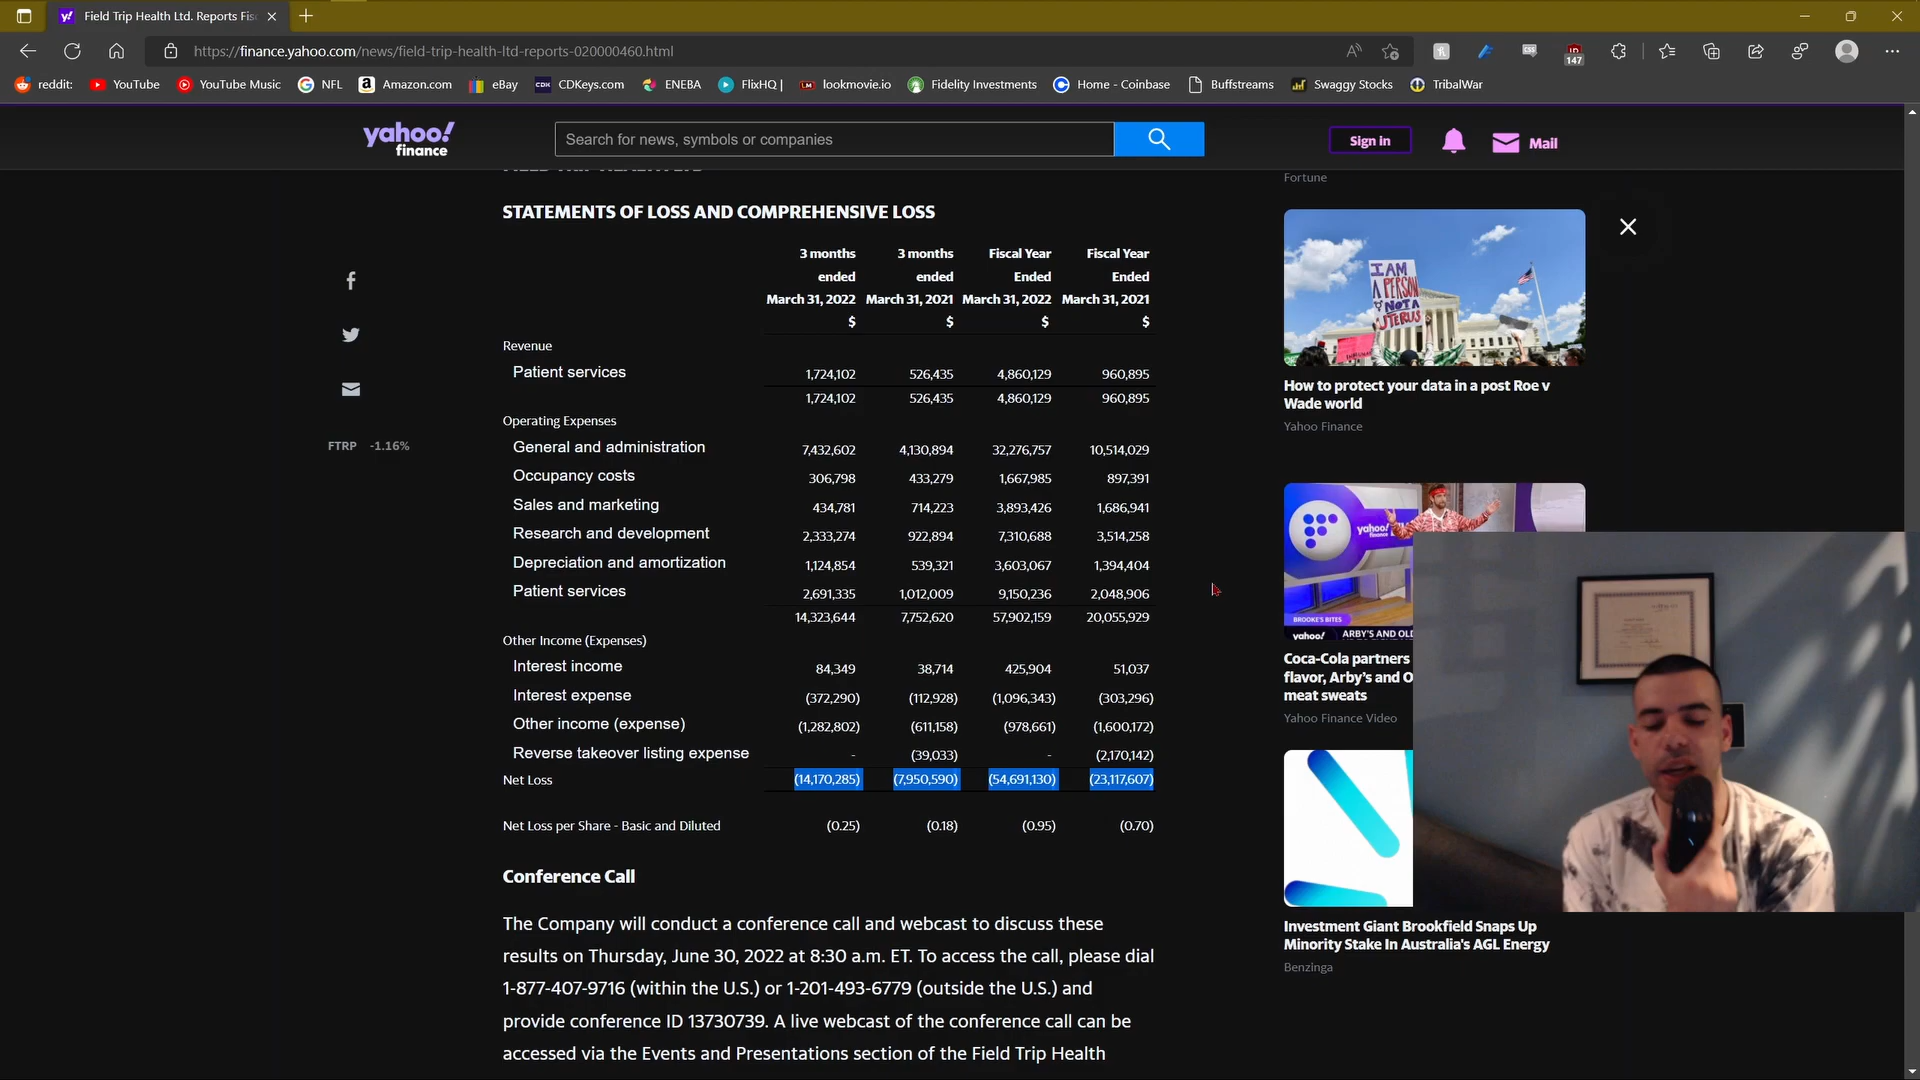 Field Trip Health Ltd. Reports Fis
https://finance.yahoo.com/news/field-trip-health-ltd-reports-020000460.html
147
reddit: YouTube YouTube Music NFL Amazon.com eBay CDKeys.com ENEBA FlixHQ | lookmovie.io Fidelity Investments Home - Coinbase Buffstreams Swaggy Stocks TribalWar
yahoo!
finance
Search for news, symbols or companies
Sign in
Mail
FTRP -1.16%
STATEMENTS OF LOSS AND COMPREHENSIVE LOSS
3 months 3 months Fiscal Year Fiscal Year
ended ended Ended Ended
March 31, 2022 March 31, 2021 March 31, 2022 March 31, 2021
$ $ $ $
Revenue
Patient services 1,724,102 526,435 4,860,129 960,895
1,724,102 526,435 4,860,129 960,895
Operating Expenses
General and administration 7,432,602 4,130,894 32,276,757 10,514,029
Occupancy costs 306,798 433,279 1,667,985 897,391
Sales and marketing 434,781 714,223 3,893,426 1,686,941
Research and development 2,333,274 922,894 7,310,688 3,514,258
Depreciation and amortization 1,124,854 539,321 3,603,067 1,394,404
Patient services 2,691,335 1,012,009 9,150,236 2,048,906
14,323,644 7,752,620 57,902,159 20,055,929
Other Income (Expenses)
Interest income 84,349 38,714 425,904 51,037
Interest expense (372,290) (112,928) (1,096,343) (303,296)
Other income (expense) (1,282,802) (611,158) (978,661) (1,600,172)
Reverse takeover listing expense - (39,033) - (2,170,142)
Net Loss (14,170,285) (7,950,590) (54,691,130) (23,117,607)
Net Loss per Share - Basic and Diluted (0.25) (0.18) (0.95) (0.70)
Conference Call
The Company will conduct a conference call and webcast to discuss these
results on Thursday, June 30, 2022 at 8:30 a.m. ET. To access the call, please dial
1-877-407-9716 (within the U.S.) or 1-201-493-6779 (outside the U.S.) and
provide conference ID 13730739. A live webcast of the conference call can be
accessed via the Events and Presentations section of the Field Trip Health
Fortune
I AM
A PERSON
NOT A
UTERUS
How to protect your data in a post Roe v
Wade world
Yahoo Finance
yahoo!
finance
BROOKE'S BITES
yahoo! ARBY'S AND OL
Coca-Cola partners
flavor, Arby's and O
meat sweats
Yahoo Finance Video
Investment Giant Brookfield Snaps Up
Minority Stake In Australia's AGL Energy
Benzinga